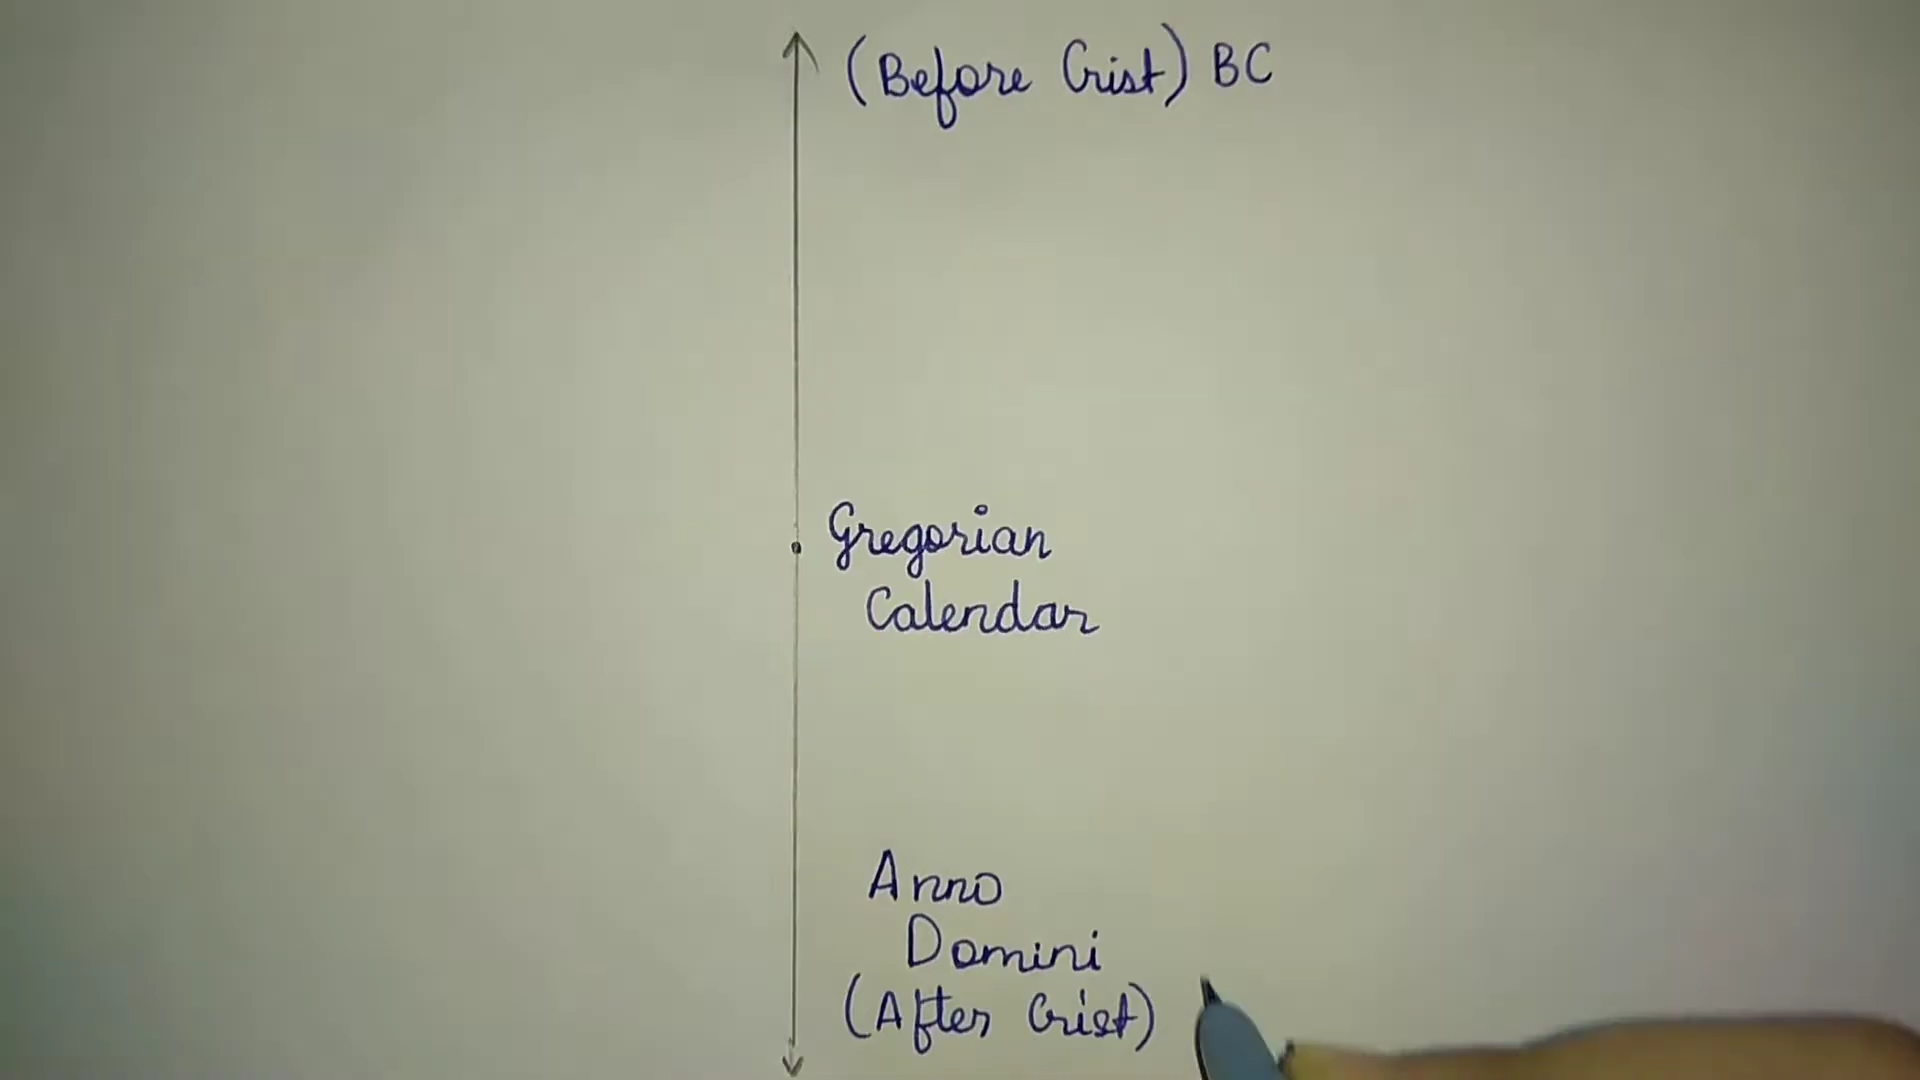 (Before Crist) BC
Gregorian
Calendar
Anno
Domini
(After Crist)